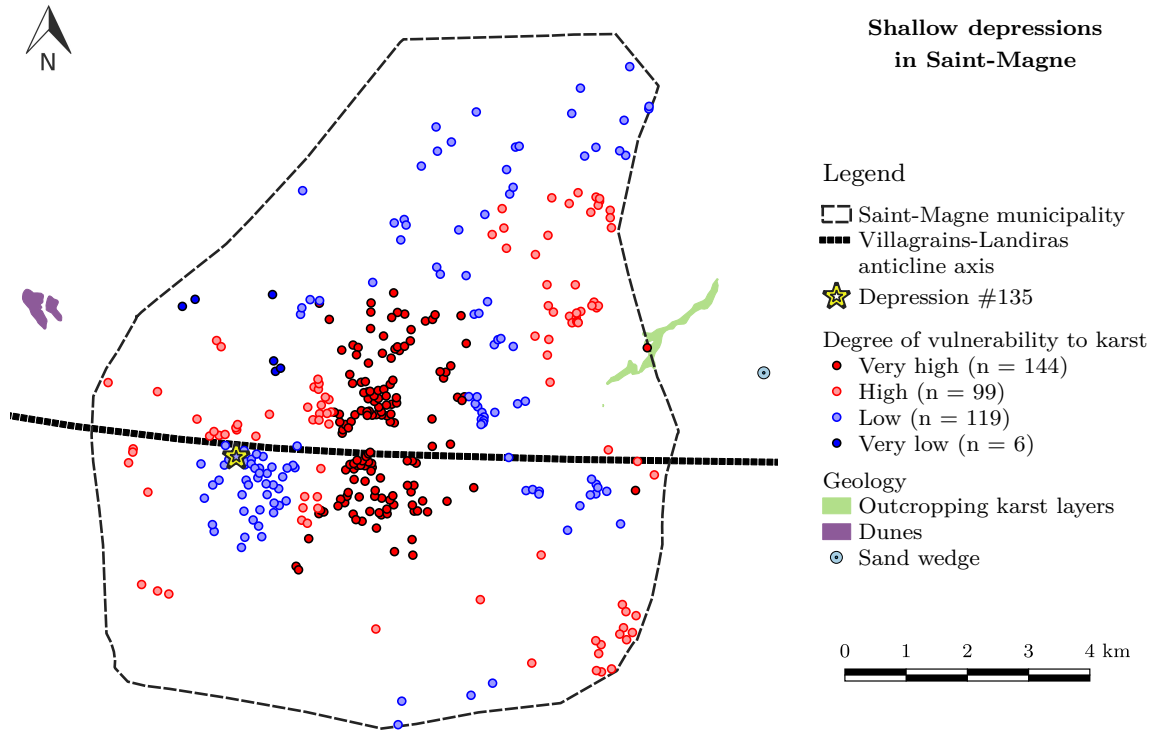 N
Shallow depressions
in Saint-Magne
Legend
Saint-Magne municipality
Villagrains-Landiras
anticline axis
Depression #135
Degree of vulnerability to karst
Very high (n = 144)
High (n = 99)
Low (n = 119)
Very low (n = 6)
Geology
Outcropping karst layers
Dunes
Sand wedge
0 1 2 3 4 km